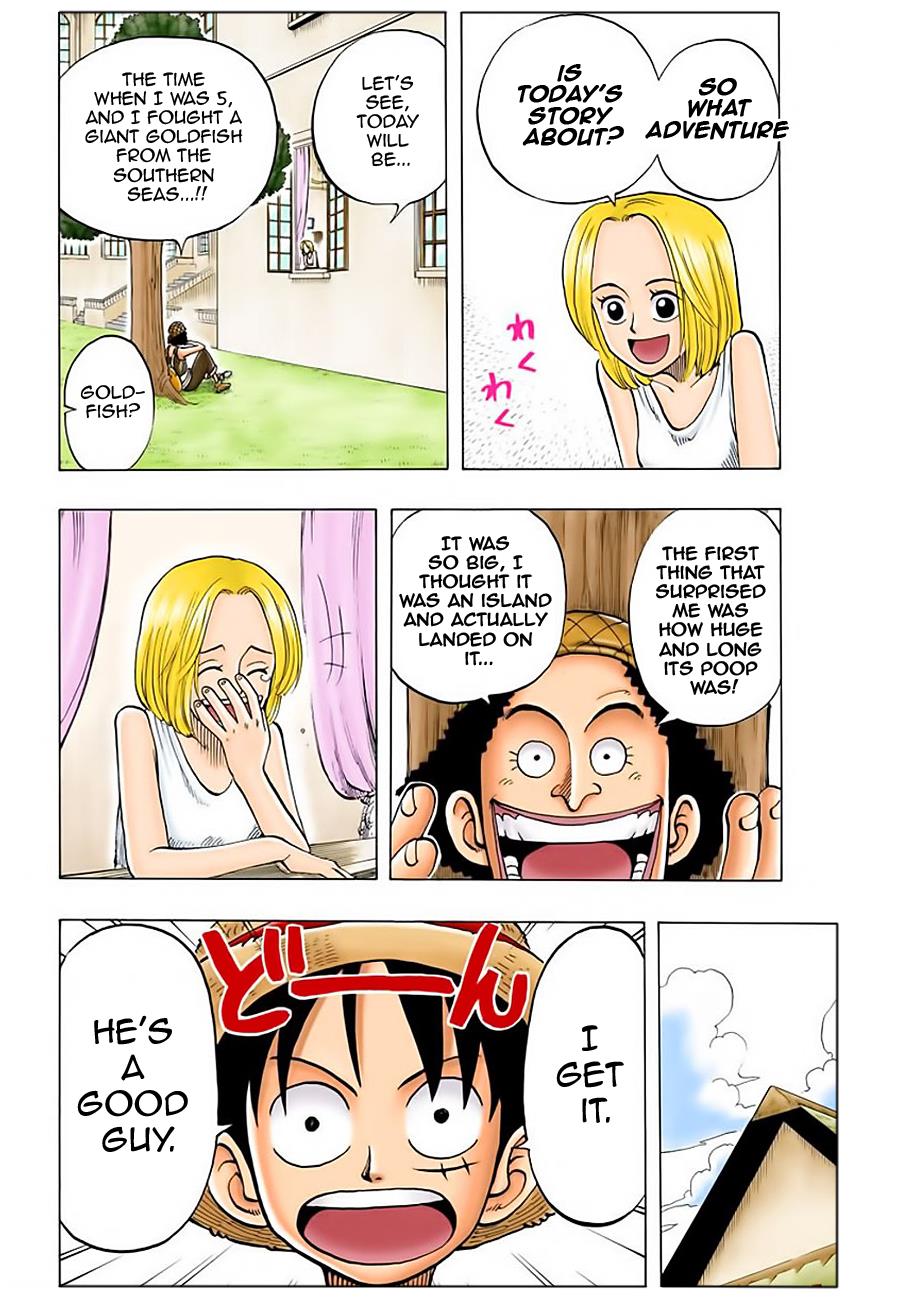 SO
WHAT
ADVENTURE
IS
TODAY'S
STORY
ABOUT?
わく
わく
LET'S
SEE,
TODAY
WILL
BE...
THE TIME
WHEN I WAS 5,
AND I FOUGHT A
GIANT GOLDFISH
FROM THE
SOUTHERN
SEAS...!!
GOLD-
FISH?
THE FIRST
THING THAT
SURPRISED
ME WAS
HOW HUGE
AND LONG
ITS POOP
WAS!
IT WAS
SO BIG, I
THOUGHT IT
WAS AN ISLAND
AND ACTUALLY
LANDED ON
IT...
I
GET
IT.
どーん
HE'S
A
GOOD
GUY.